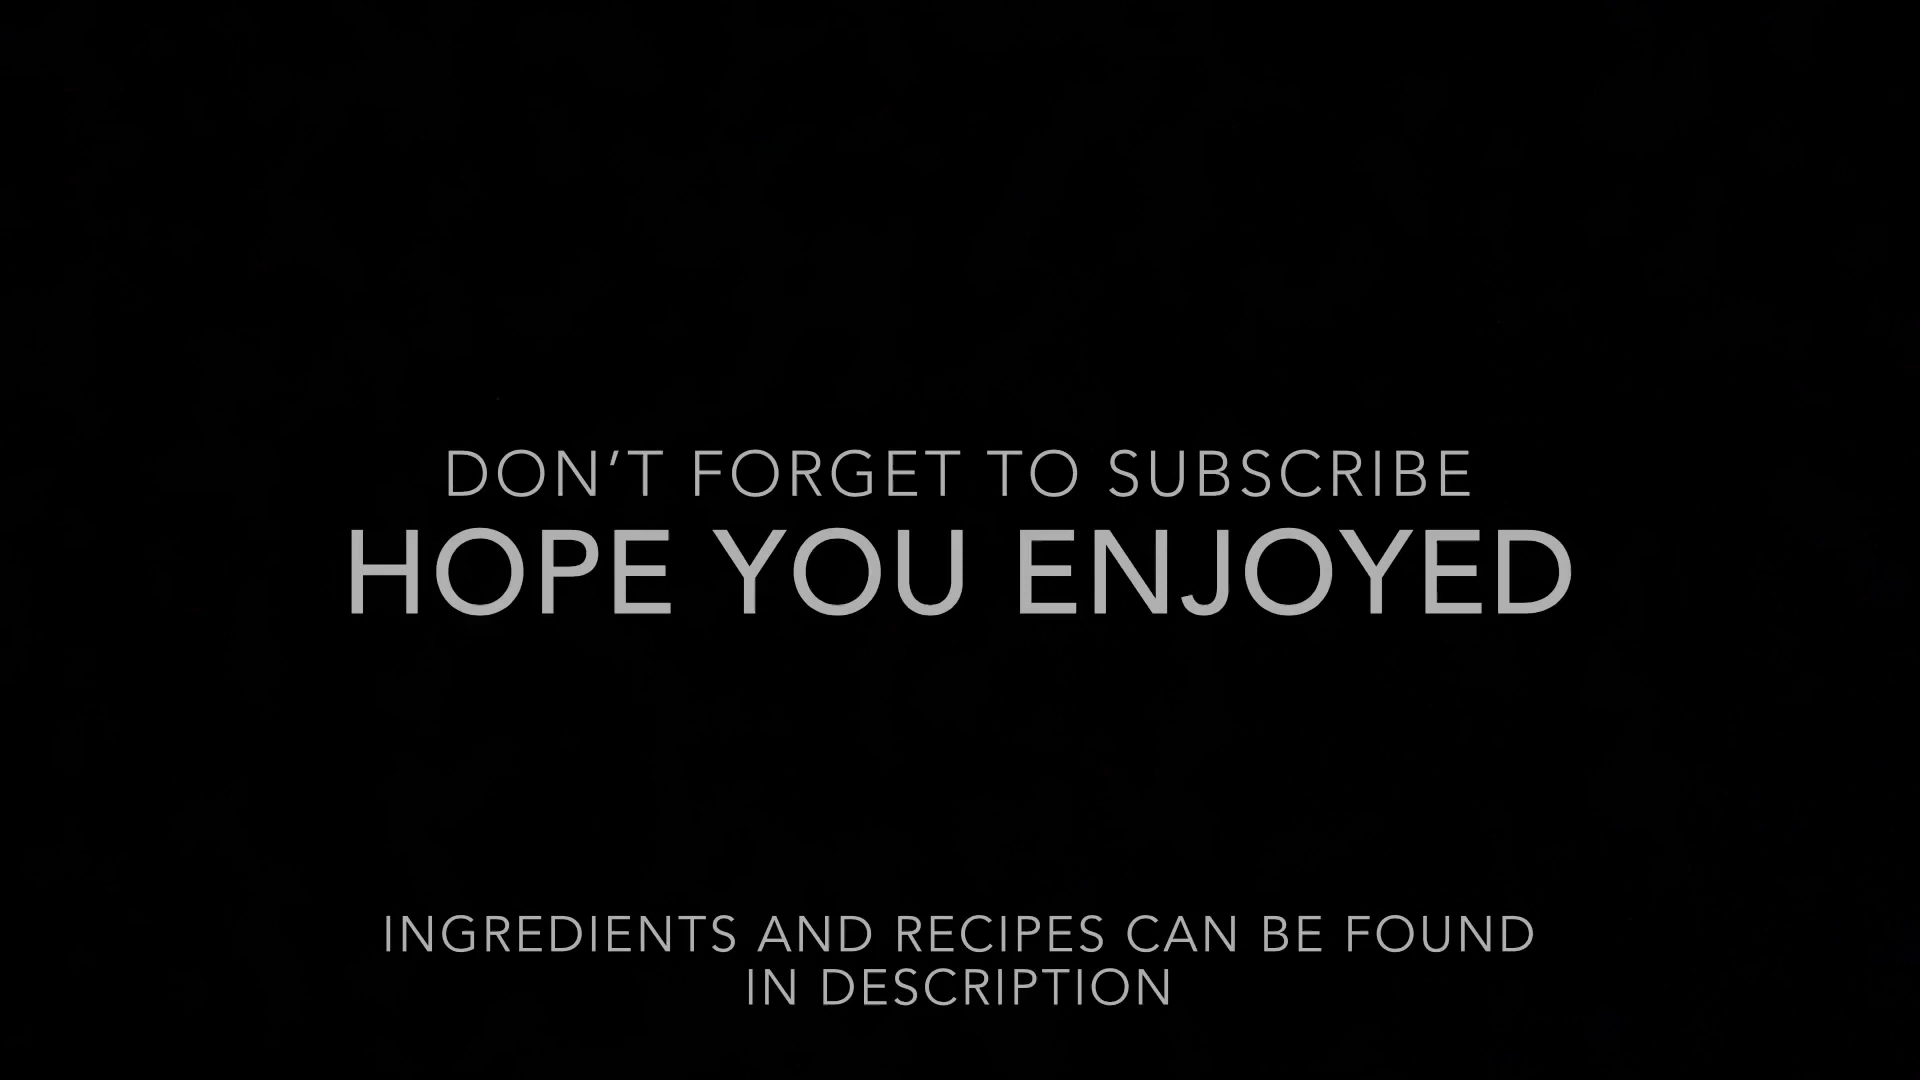 DON’T FORGET TO SUBSCRIBE
HOPE YOU ENJOYED
INGREDIENTS AND RECIPES CAN BE FOUND
IN DESCRIPTION